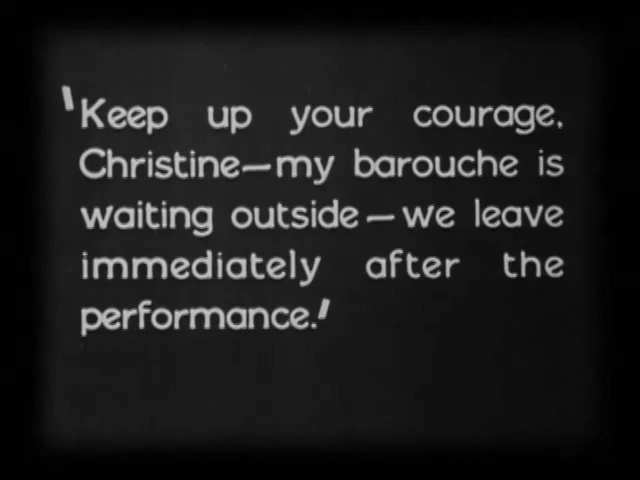 'Keep up your courage,
Christine—my barouche is
waiting outside—we leave
immediately after the
performance.'